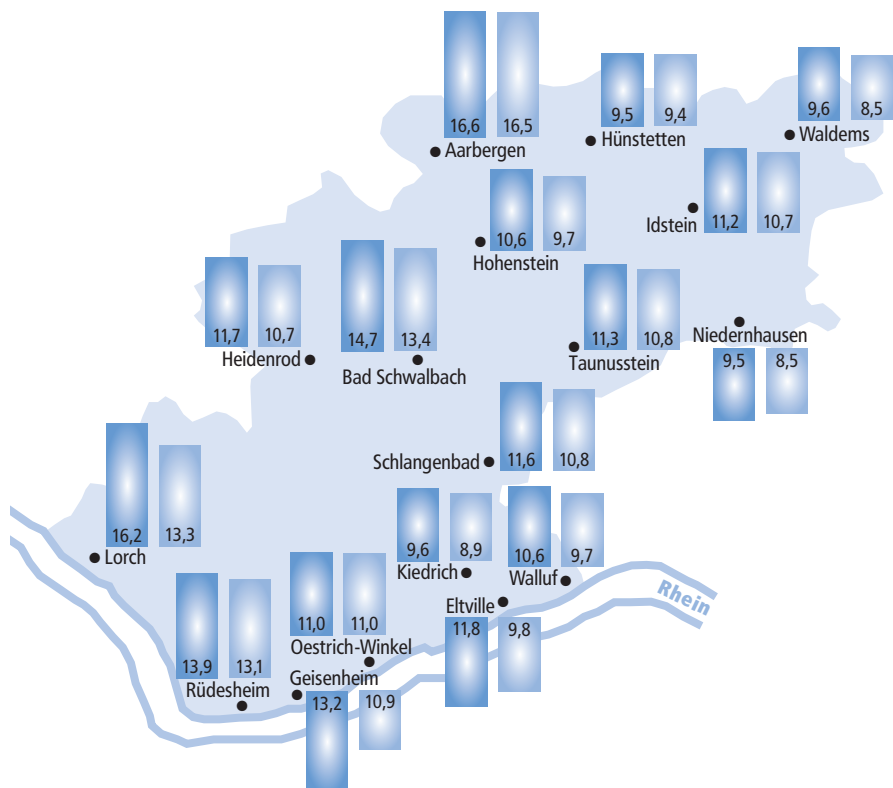 16,6 16,5
Aarbergen
9,5 9,4
Hünstetten
9,6 8,5
Waldems
11,2 10,7
Idstein
10,6 9,7
Hohenstein
11,7 10,7
Heidenrod
14,7 13,4
Bad Schwalbach
11,3 10,8
Taunusstein
Niedernhausen
9,5 8,5
Schlangenbad
11,6 10,8
16,2 13,3
Lorch
9,6 8,9
Kiedrich
10,6 9,7
Walluf
Rhein
Eltville
11,8 9,8
11,0 11,0
Oestrich-Winkel
13,9 13,1
Rüdesheim
Geisenheim
13,2 10,9